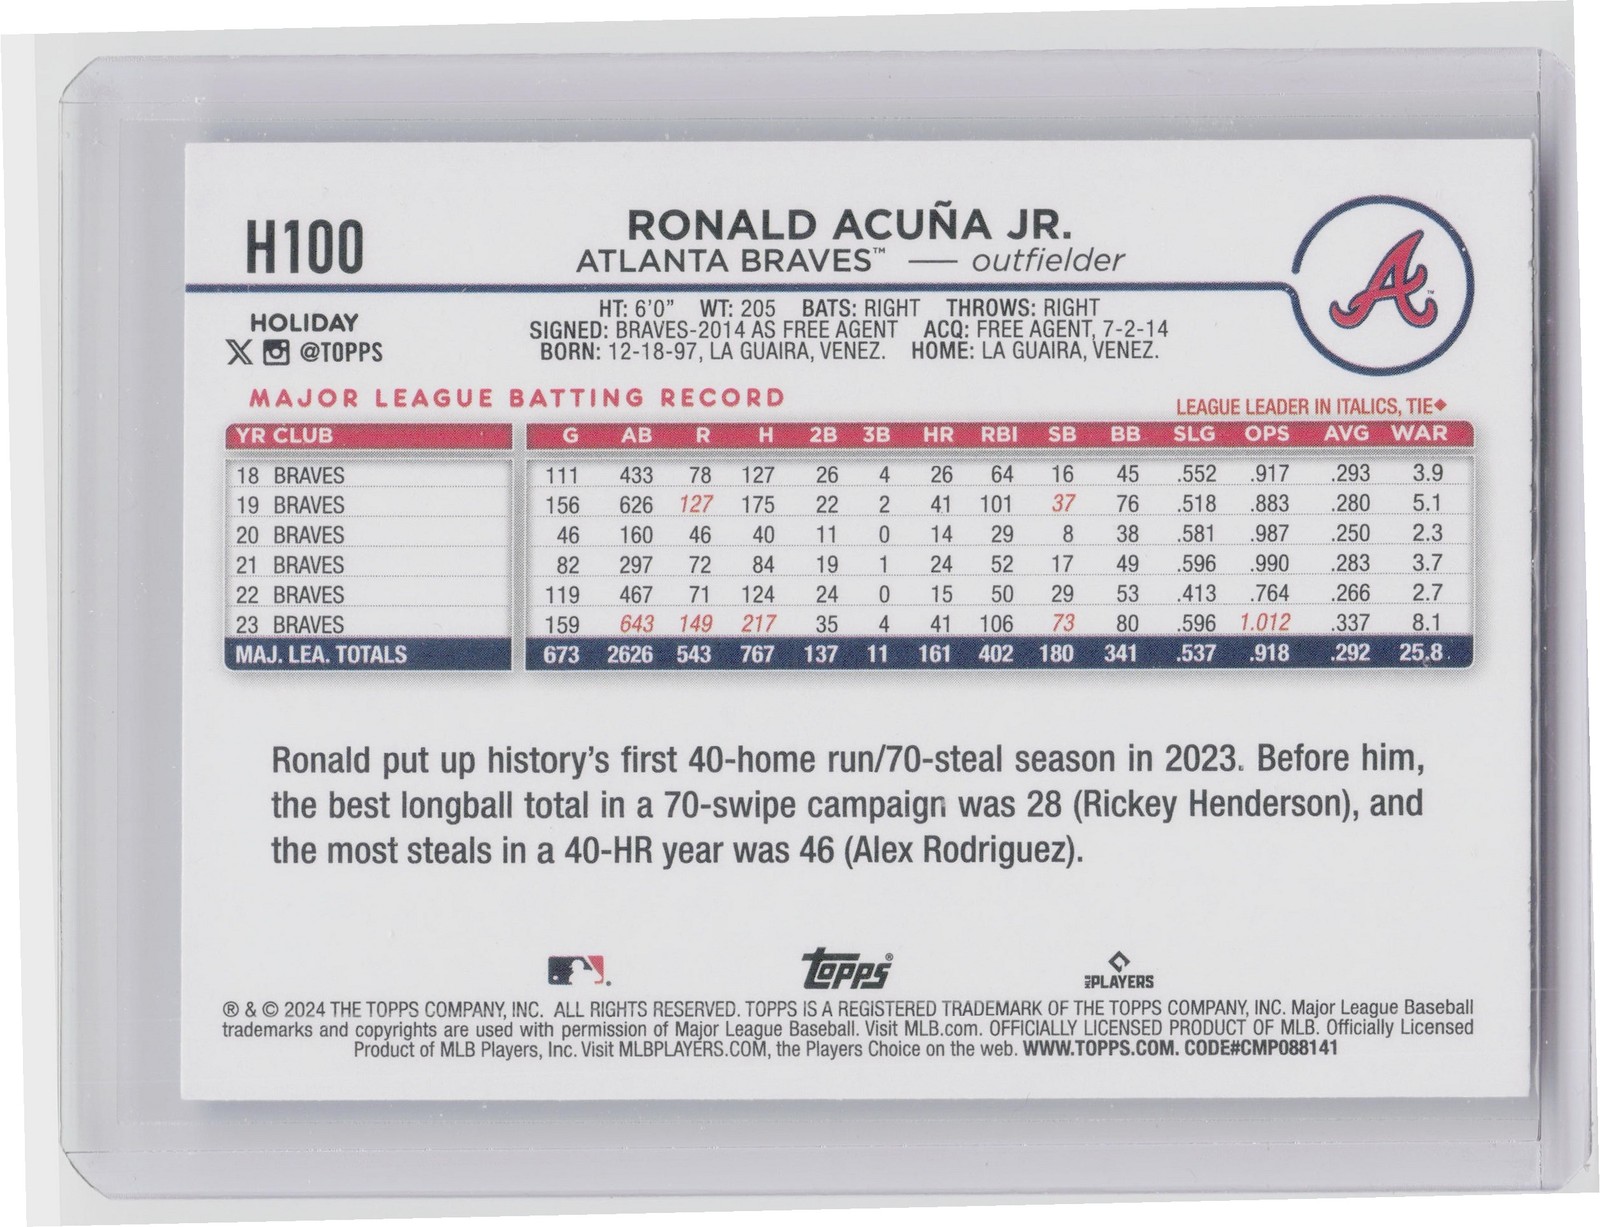 H100
RONALD ACUÑA JR.
ATLANTA BRAVES™ — outfielder
A™
HOLIDAY
X @TOPPS
HT: 6'0" WT: 205 BATS: RIGHT THROWS: RIGHT
SIGNED: BRAVES-2014 AS FREE AGENT ACQ: FREE AGENT, 7-2-14
BORN: 12-18-97, LA GUAIRA, VENEZ. HOME: LA GUAIRA, VENEZ.
MAJOR LEAGUE BATTING RECORD
LEAGUE LEADER IN ITALICS, TIE◆
YR CLUB G AB R H 2B 3B HR RBI SB BB SLG OPS AVG WAR
18 BRAVES 111 433 78 127 26 4 26 64 16 45 .552 .917 .293 3.9
19 BRAVES 156 626 127 175 22 2 41 101 37 76 .518 .883 .280 5.1
20 BRAVES 46 160 46 40 11 0 14 29 8 38 .581 .987 .250 2.3
21 BRAVES 82 297 72 84 19 1 24 52 17 49 .596 .990 .283 3.7
22 BRAVES 119 467 71 124 24 0 15 50 29 53 .413 .764 .266 2.7
23 BRAVES 159 643 149 217 35 4 41 106 73 80 .596 1.012 .337 8.1
MAJ. LEA. TOTALS 673 2626 543 767 137 11 161 402 180 341 .537 .918 .292 25.8
Ronald put up history's first 40-home run/70-steal season in 2023. Before him,
the best longball total in a 70-swipe campaign was 28 (Rickey Henderson), and
the most steals in a 40-HR year was 46 (Alex Rodriguez).
topps®
MLB PLAYERS
® & © 2024 THE TOPPS COMPANY, INC. ALL RIGHTS RESERVED. TOPPS IS A REGISTERED TRADEMARK OF THE TOPPS COMPANY, INC. Major League Baseball
trademarks and copyrights are used with permission of Major League Baseball. Visit MLB.com. OFFICIALLY LICENSED PRODUCT OF MLB. Officially Licensed
Product of MLB Players, Inc. Visit MLBPLAYERS.COM, the Players Choice on the web. WWW.TOPPS.COM. CODE#CMP088141